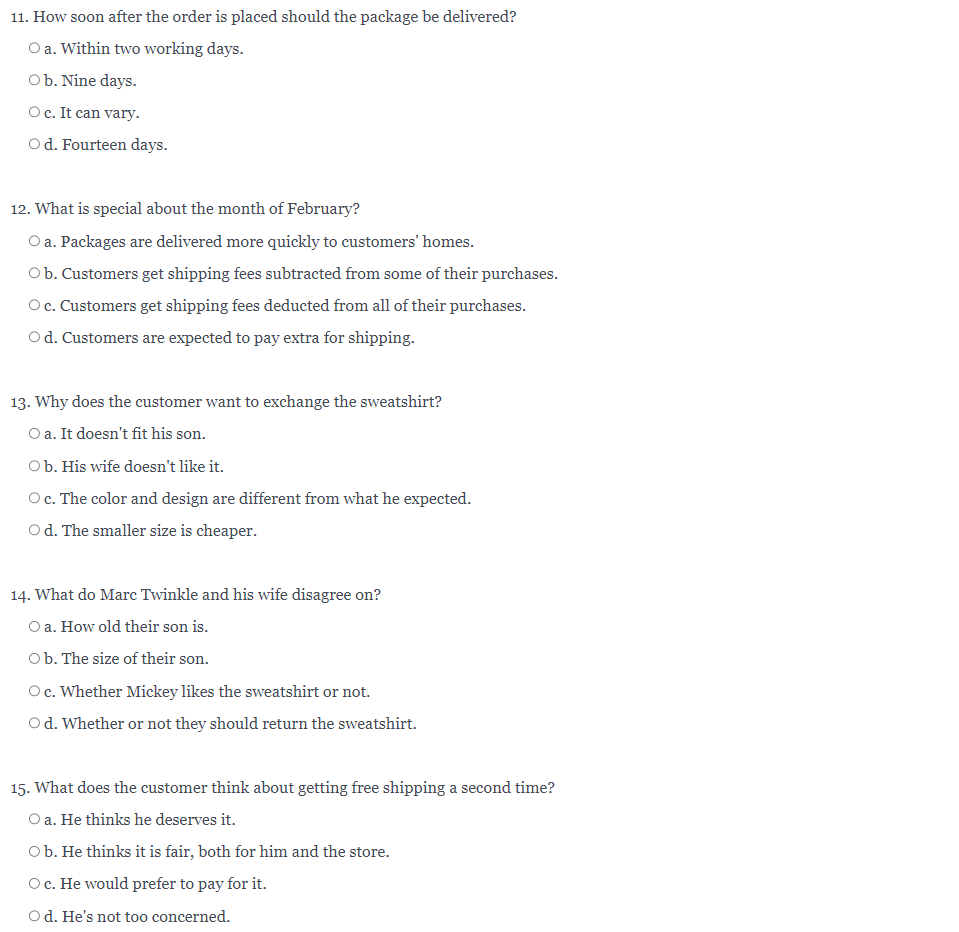 11. How soon after the order is placed should the package be delivered?
a. Within two working days.
b. Nine days.
c. It can vary.
d. Fourteen days.
12. What is special about the month of February?
a. Packages are delivered more quickly to customers' homes.
b. Customers get shipping fees subtracted from some of their purchases.
c. Customers get shipping fees deducted from all of their purchases.
d. Customers are expected to pay extra for shipping.
13. Why does the customer want to exchange the sweatshirt?
a. It doesn't fit his son.
b. His wife doesn't like it.
c. The color and design are different from what he expected.
d. The smaller size is cheaper.
14. What do Marc Twinkle and his wife disagree on?
a. How old their son is.
b. The size of their son.
c. Whether Mickey likes the sweatshirt or not.
d. Whether or not they should return the sweatshirt.
15. What does the customer think about getting free shipping a second time?
a. He thinks he deserves it.
b. He thinks it is fair, both for him and the store.
c. He would prefer to pay for it.
d. He's not too concerned.